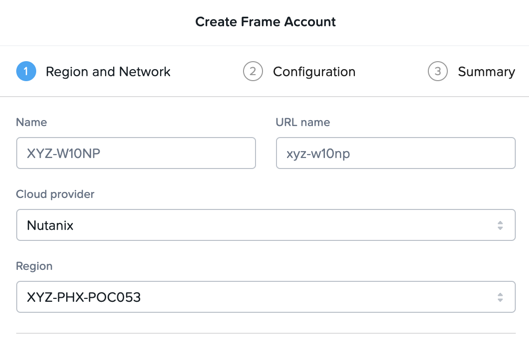 Create Frame Account
1 Region and Network 2 Configuration 3 Summary
Name URL name
XYZ-W10NP xyz-w10np
Cloud provider
Nutanix
Region
XYZ-PHX-POC053